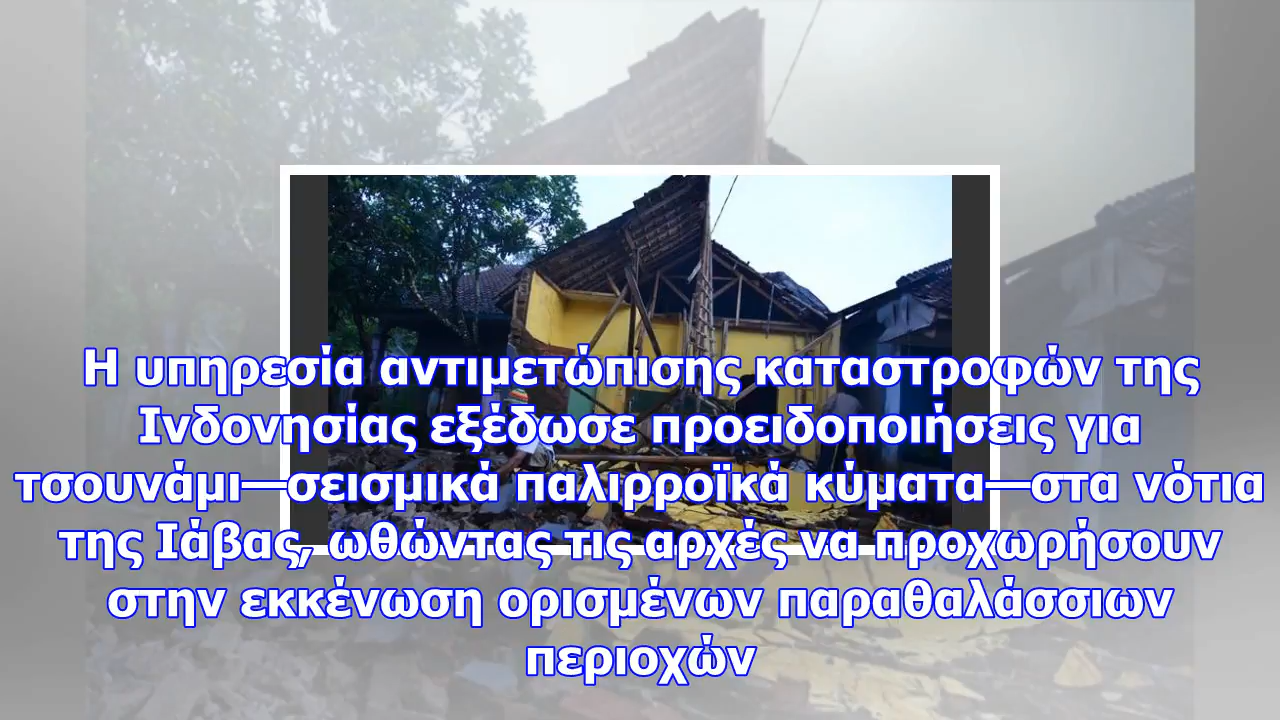 Η υπηρεσία αντιμετώπισης καταστροφών της
Ινδονησίας εξέδωσε προειδοποιήσεις για
τσουνάμι—σεισμικά παλιρροϊκά κύματα—στα νότια
της Ιάβας, ωθώντας τις αρχές να προχωρήσουν
στην εκκένωση ορισμένων παραθαλάσσιων
περιοχών